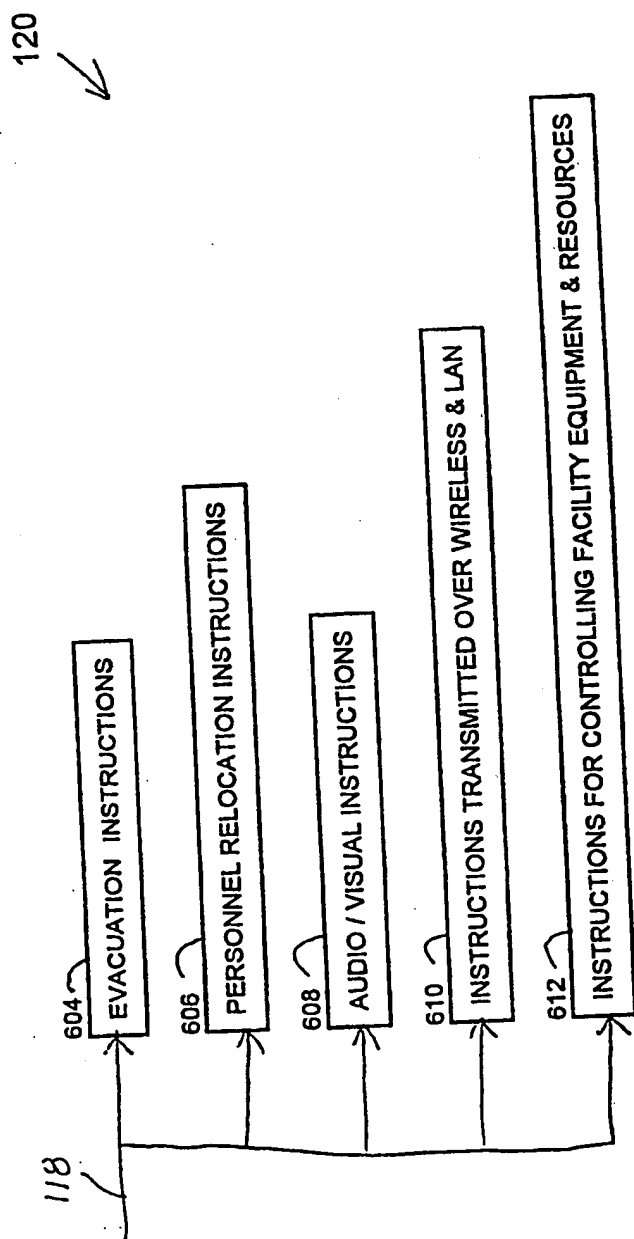 120
118
604
EVACUATION INSTRUCTIONS
606
PERSONNEL RELOCATION INSTRUCTIONS
608
AUDIO / VISUAL INSTRUCTIONS
610
INSTRUCTIONS TRANSMITTED OVER WIRELESS & LAN
612
INSTRUCTIONS FOR CONTROLLING FACILITY EQUIPMENT & RESOURCES